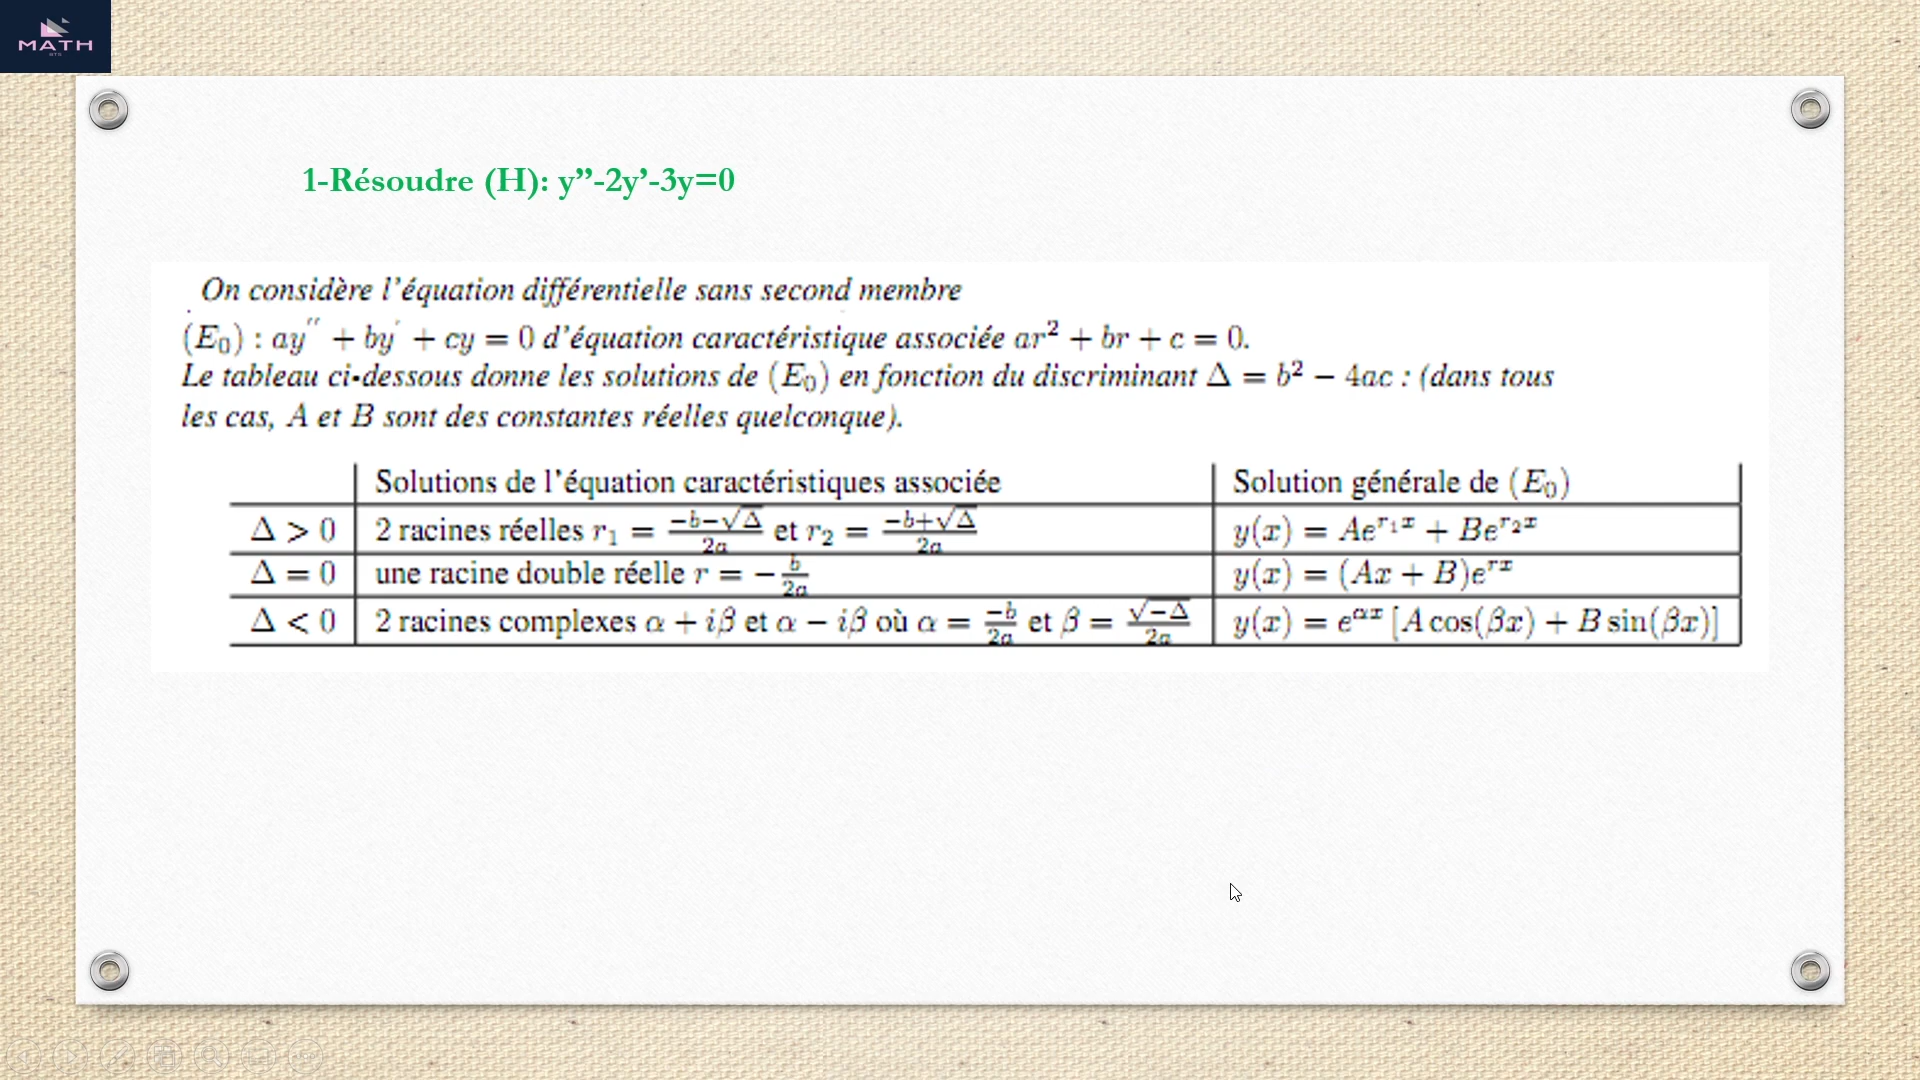 MATH
1-Résoudre (H): y”-2y’-3y=0
On considère l’équation différentielle sans second membre
(E₀) : ay′′ + by′ + cy = 0 d’équation caractéristique associée ar² + br + c = 0.
Le tableau ci-dessous donne les solutions de (E₀) en fonction du discriminant Δ = b² − 4ac : (dans tous
les cas, A et B sont des constantes réelles quelconque).
Solutions de l’équation caractéristiques associée Solution générale de (E₀)
Δ > 0 2 racines réelles r₁ = (−b−√Δ)/2a et r₂ = (−b+√Δ)/2a y(x) = Ae^{r₁x} + Be^{r₂x}
Δ = 0 une racine double réelle r = −b/2a y(x) = (Ax + B)e^{rx}
Δ < 0 2 racines complexes α + iβ et α − iβ où α = −b/2a et β = √−Δ/2a y(x) = e^{αx} [A cos(βx) + B sin(βx)]